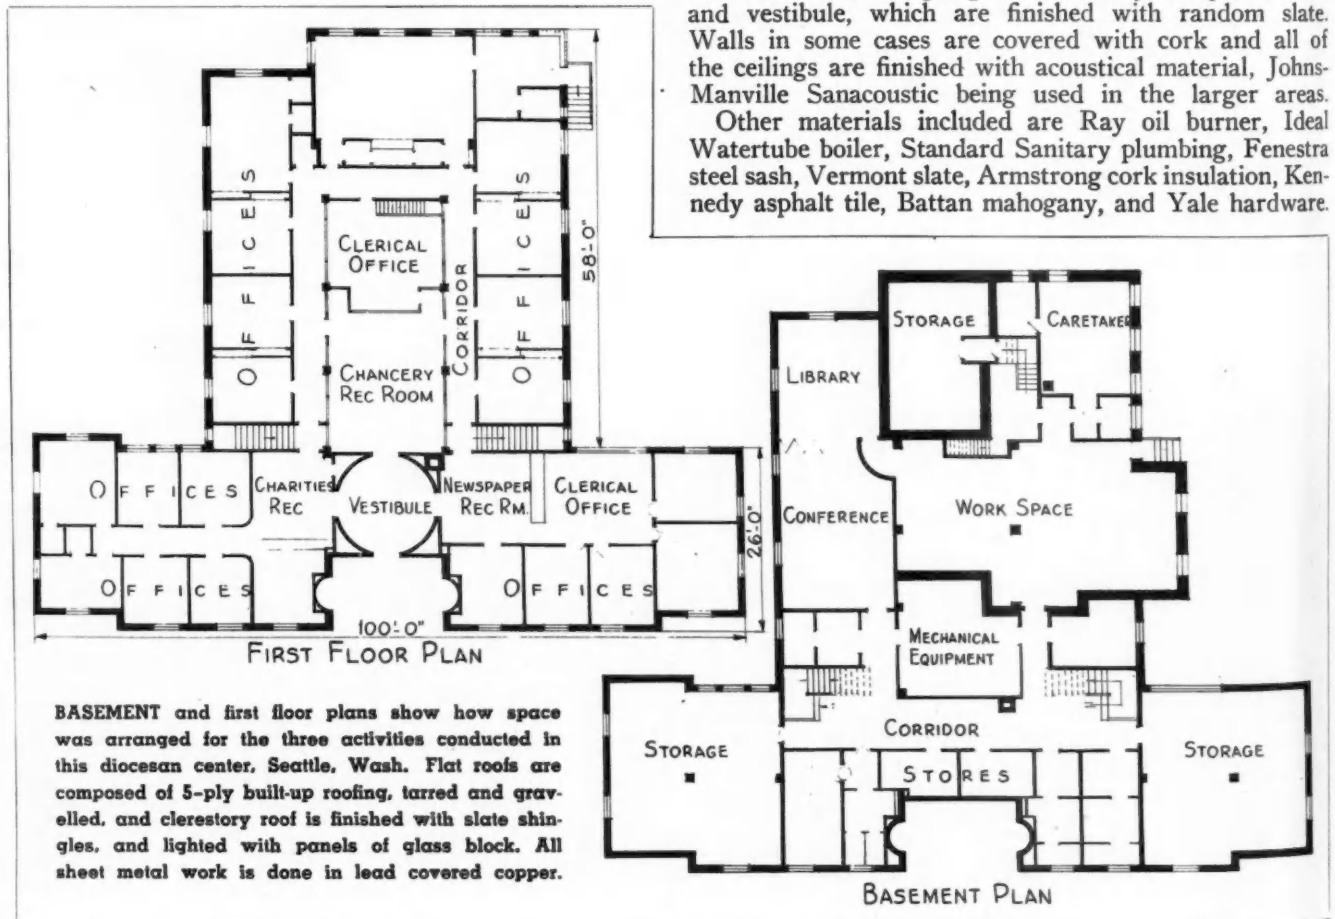 and vestibule, which are finished with random slate.
Walls in some cases are covered with cork and all of
the ceilings are finished with acoustical material, Johns-
Manville Sanacoustic being used in the larger areas.
Other materials included are Ray oil burner, Ideal
Watertube boiler, Standard Sanitary plumbing, Fenestra
steel sash, Vermont slate, Armstrong cork insulation, Ken-
nedy asphalt tile, Battan mahogany, and Yale hardware.
OFFICES
CLERICAL
OFFICE
CORRIDOR
OFFICES
58'-0"
CHANCERY
REC ROOM
OFFICES
CHARITIES
REC
VESTIBULE
NEWSPAPER
REC RM.
CLERICAL
OFFICE
26'-0"
OFFICES
OFFICES
100'-0"
FIRST FLOOR PLAN
STORAGE
CARETAKER
LIBRARY
CONFERENCE
WORK SPACE
MECHANICAL
EQUIPMENT
CORRIDOR
STORAGE
STORES
STORAGE
BASEMENT PLAN
BASEMENT and first floor plans show how space
was arranged for the three activities conducted in
this diocesan center, Seattle, Wash. Flat roofs are
composed of 5-ply built-up roofing, tarred and grav-
elled, and clerestory roof is finished with slate shin-
gles, and lighted with panels of glass block. All
sheet metal work is done in lead covered copper.